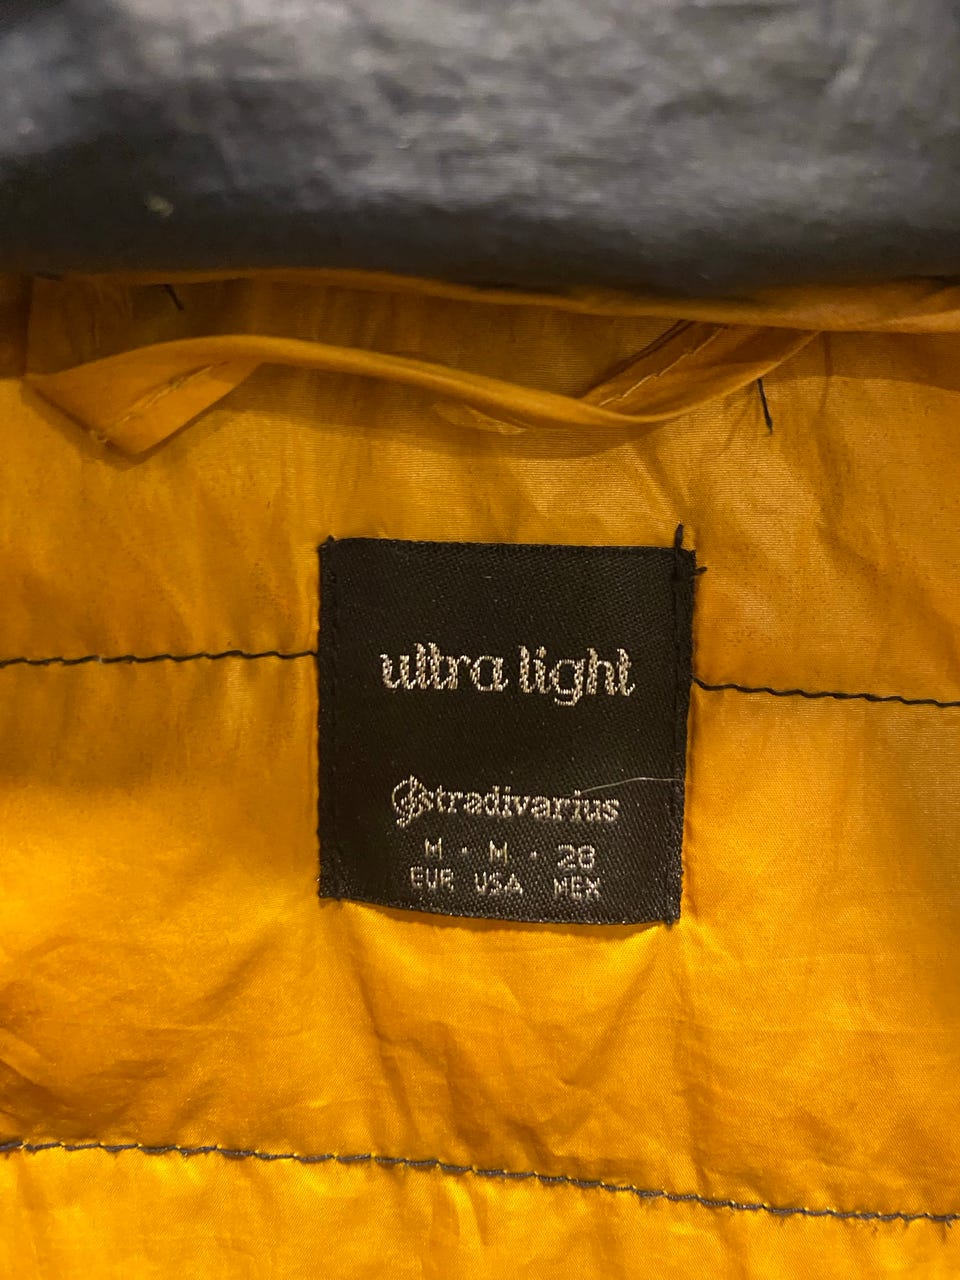 ultra light
stradivarius
M · M · 28
EUR USA MEX